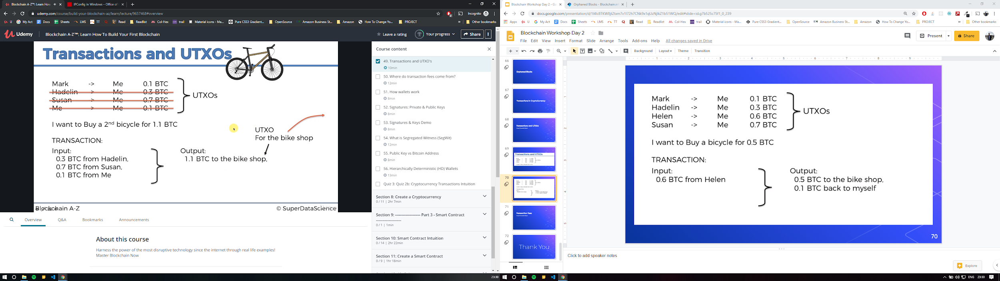 Blockchain A-Z™: Learn How
IPConfig in Windows – Office of
udemy.com/course/build-your-blockchain-az/learn/lecture/9657468#overview
Incognito
U
My Act
Docs
Sheets
LMS
TT
Read
Readlist
Col-Hex
trail
Material icons - Ma...
Pure CSS3 Gradient...
OpenSource
Amazon Business St...
Amazon
How To Change Yo...
PROJECT
Other bookmarks
Udemy
Blockchain A-Z™: Learn How To Build Your First Blockchain
Leave a rating
Your progress
Share
Transactions and UTXOs
Mark -> Me 0.1 BTC
Hadelin > Me 0.3 BTC
Susan > Me 0.7 BTC
Me > Me 0.1 BTC
UTXOs
I want to Buy a 2nd bicycle for 1.1 BTC
UTXO
For the bike shop
TRANSACTION:
Input:
0.3 BTC from Hadelin,
0.7 BTC from Susan,
0.1 BTC from Me
Output:
1.1 BTC to the bike shop,
Blockchain A-Z
© SuperDataScience
Course content
49. Transactions and UTXO's
10min
50. Where do transaction fees come from?
12min
51. How wallets work
8min
52. Signatures: Private & Public Keys
8min
53. Signatures & Keys Demo
8min
54. What is Segregated Witness (SegWit)
12min
55. Public Key vs Bitcoin Address
8min
56. Hierarchically Deterministic (HD) Wallets
13min
Quiz 3: Quiz 2b: Cryptocurrency Transactions Intuition
Section 8: Create a Cryptocurrency
0 / 11 | 2hr 7min
Section 9: -------------------- Part 3 - Smart Contract
--------------------
0 / 1 | 1min
Section 10: Smart Contract Intuition
0 / 14 | 2hr 22min
Section 11: Create a Smart Contract
0 / 9 | 1hr 18min
Overview
Q&A
Bookmarks
Announcements
About this course
Harness the power of the most disruptive technology since the internet through real life examples!
Master Blockchain Now
23:30
Blockchain Workshop Day 2 - Go
Orphaned Blocks - Blockchain.inf
docs.google.com/presentation/d/1l4lc8TKW8jtZtxm7v1l72h7CNk9x1qUzNjlkZ1b51WQ/edit#slide=id.g7b525c75f1_0_239
Apps
U
My Act
Docs
Sheets
LMS
TT
Read
Readlist
Col-Hex
trail
Material icons - Ma...
Pure CSS3 Gradient...
OpenSource
Amazon Business St...
Amazon
How To Change Yo...
PROJECT
Other bookmarks
Blockchain Workshop Day 2
File Edit View Insert Format Slide Arrange Tools Add-ons Help
All changes saved in Drive
Present
Share
Background
Layout
Theme
Transition
1 2 3 4 5 6 7 8 9
66
Orphaned Blocks
67
Transactions in CryptoCurrency
68
Transactions and UTXOs
69
Transactions and UTXOs
70
71
Transaction Fees
72
Thank You
Mark -> Me 0.1 BTC
Hadelin -> Me 0.3 BTC
Helen -> Me 0.6 BTC
Susan -> Me 0.7 BTC
UTXOs
I want to Buy a bicycle for 0.5 BTC
TRANSACTION:
Input:
0.6 BTC from Helen
Output:
0.5 BTC to the bike shop,
0.1 BTC back to myself
70
Click to add speaker notes
Explore
ENG
23:30